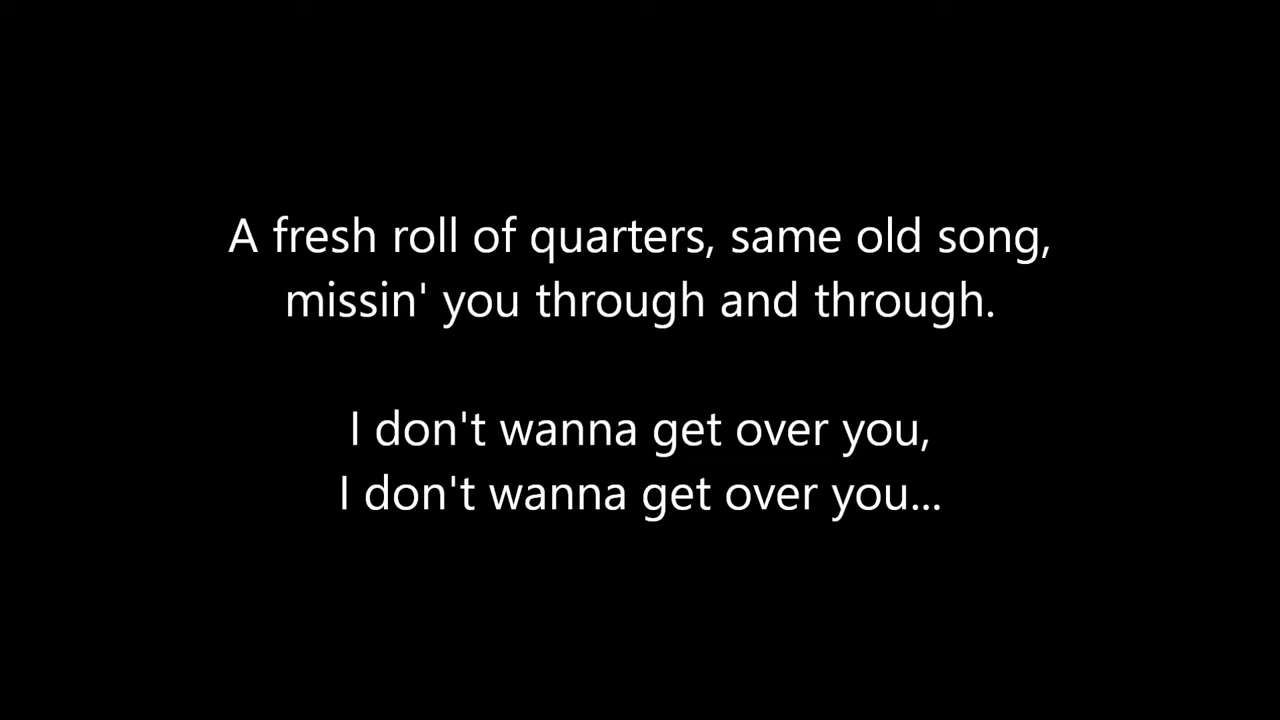 A fresh roll of quarters, same old song,
missin' you through and through.
I don't wanna get over you,
I don't wanna get over you...